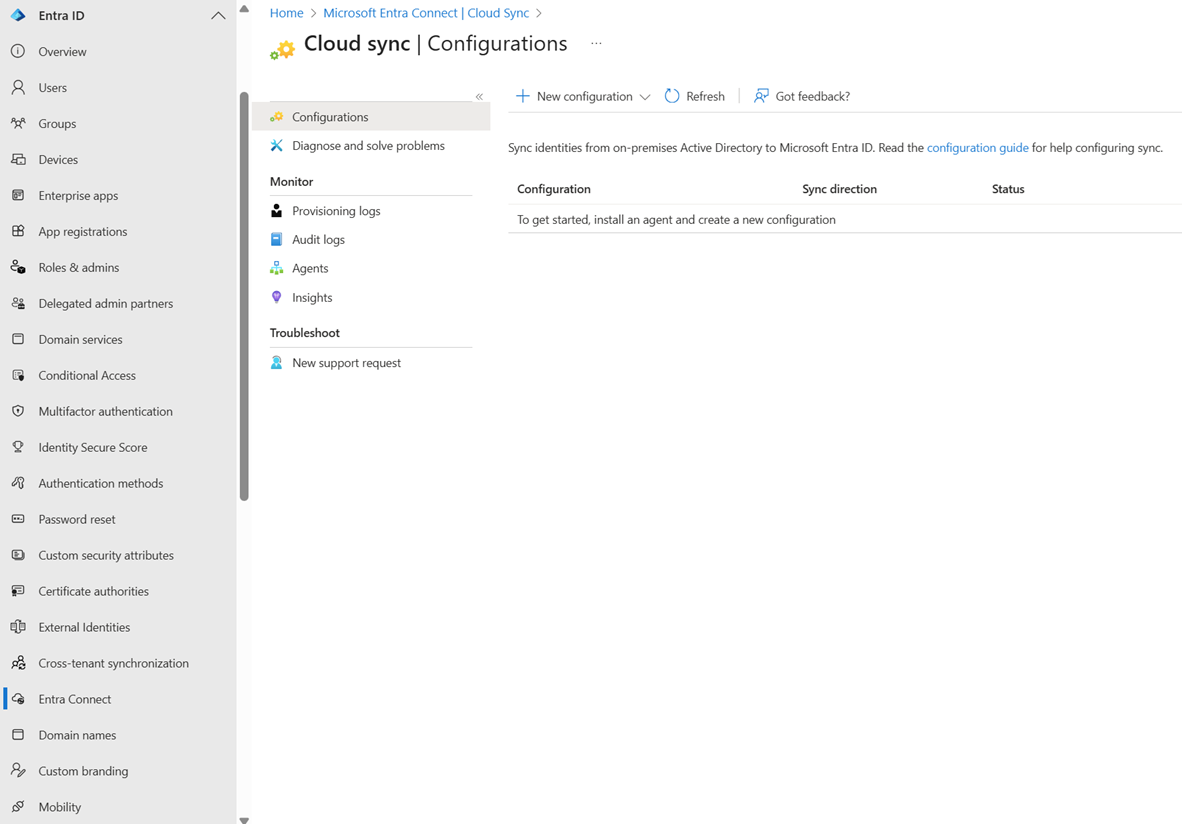 Entra ID
Overview
Users
Groups
Devices
Enterprise apps
App registrations
Roles & admins
Delegated admin partners
Domain services
Conditional Access
Multifactor authentication
Identity Secure Score
Authentication methods
Password reset
Custom security attributes
Certificate authorities
External Identities
Cross-tenant synchronization
Entra Connect
Domain names
Custom branding
Mobility
Home > Microsoft Entra Connect | Cloud Sync >
Cloud sync | Configurations ...
«
Configurations
Diagnose and solve problems
Monitor
Provisioning logs
Audit logs
Agents
Insights
Troubleshoot
New support request
New configuration Refresh Got feedback?
Sync identities from on-premises Active Directory to Microsoft Entra ID. Read the configuration guide for help configuring sync.
Configuration Sync direction Status
To get started, install an agent and create a new configuration